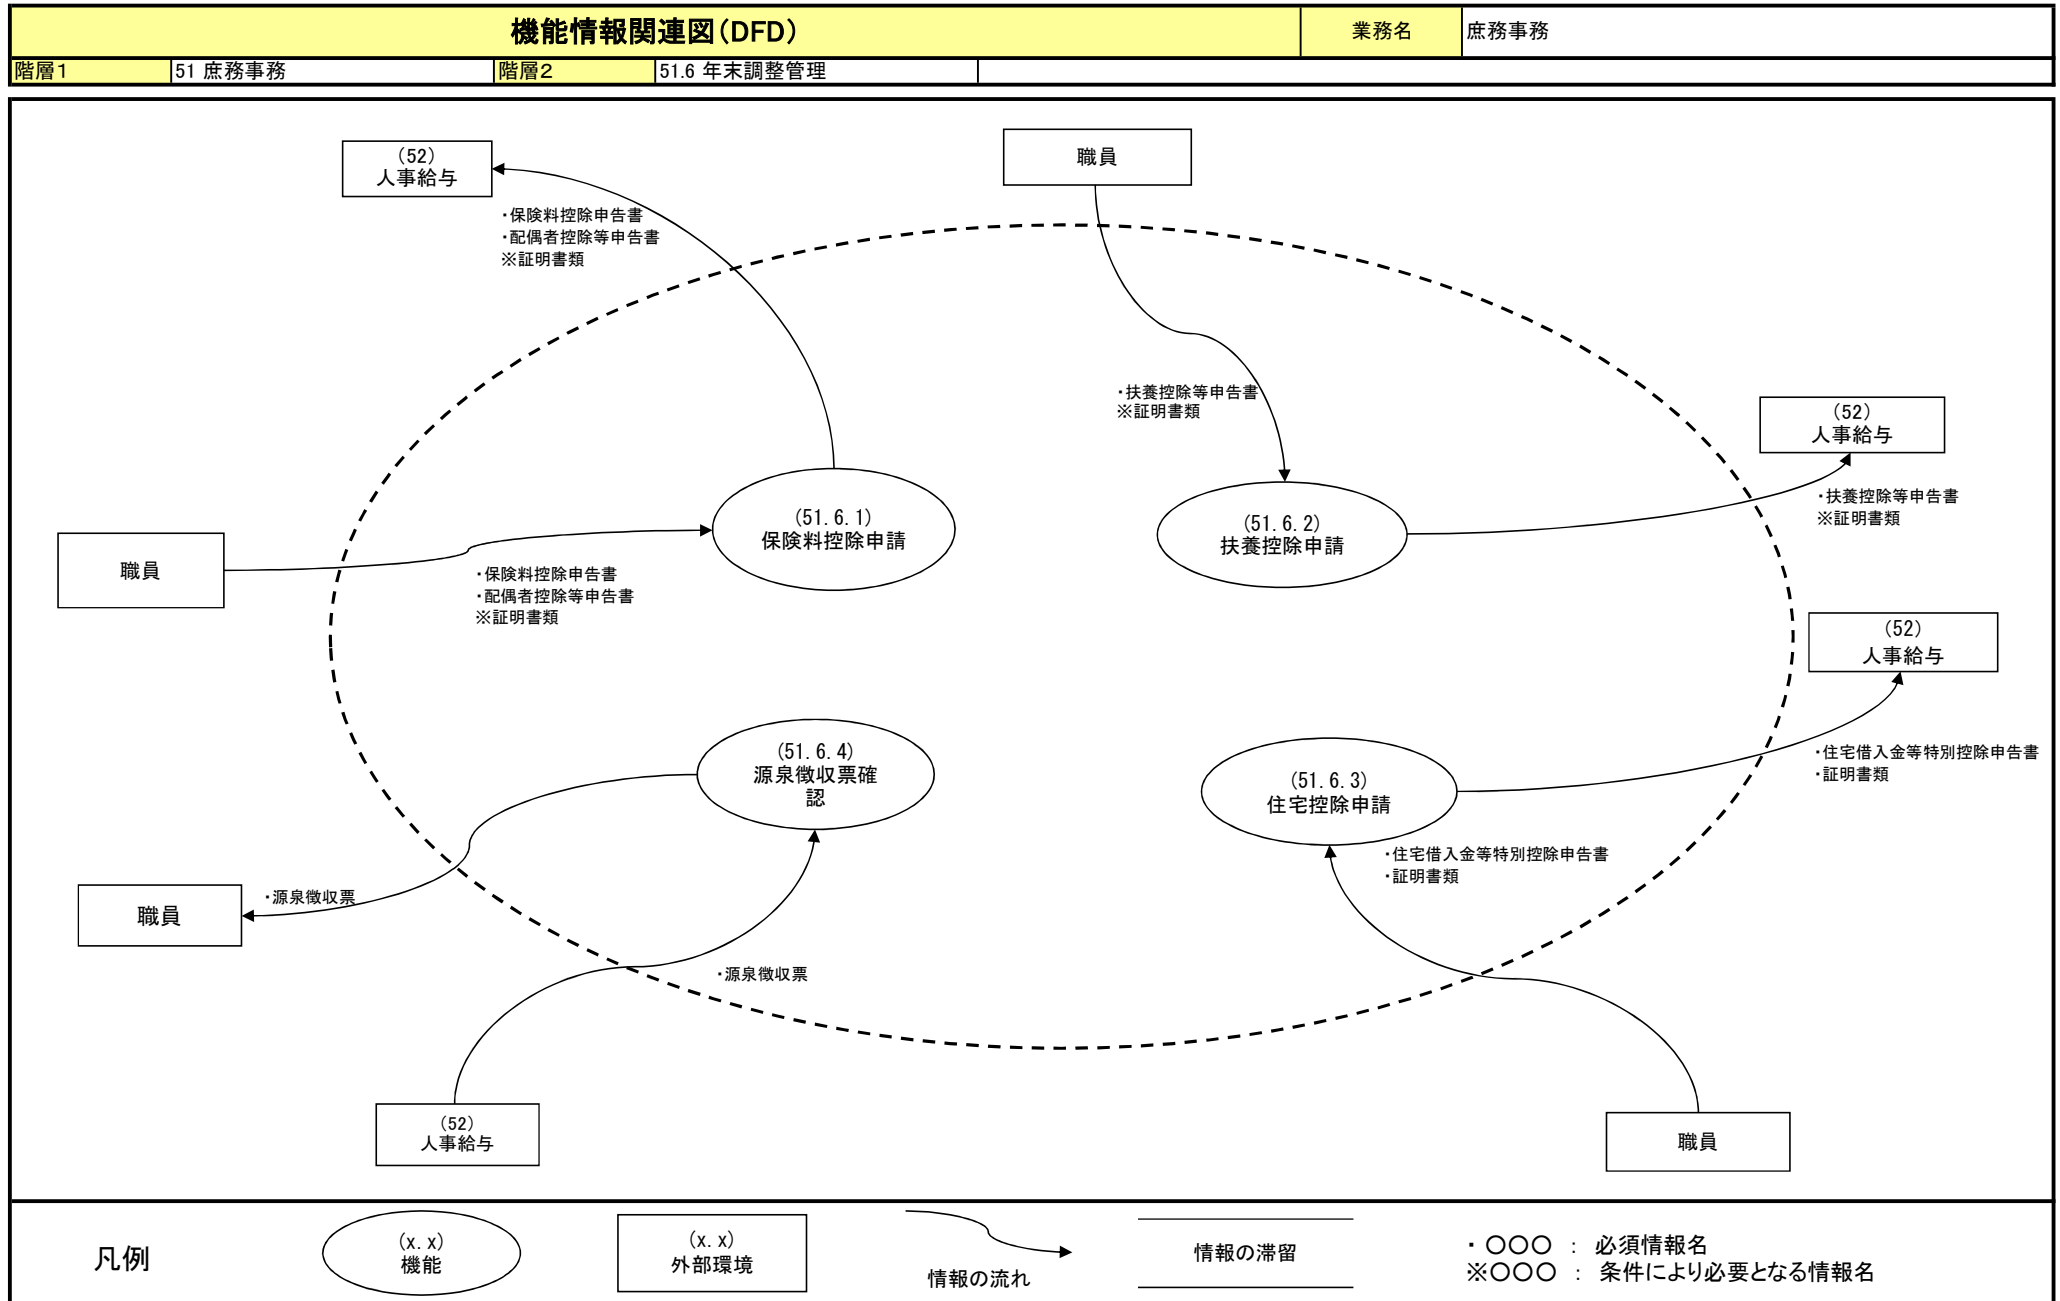 機能情報関連図(DFD)
業務名
庶務事務
階層1
51 庶務事務
階層2
51.6 年末調整管理
(52)
人事給与
職員
・保険料控除申告書
・配偶者控除等申告書
※証明書類
・扶養控除等申告書
※証明書類
(52)
人事給与
・扶養控除等申告書
※証明書類
(51.6.1)
保険料控除申請
(51.6.2)
扶養控除申請
職員
・保険料控除申告書
・配偶者控除等申告書
※証明書類
(52)
人事給与
(51.6.4)
源泉徴収票確
認
(51.6.3)
住宅控除申請
・住宅借入金等特別控除申告書
・証明書類
・住宅借入金等特別控除申告書
・証明書類
職員
・源泉徴収票
・源泉徴収票
(52)
人事給与
職員
凡例
(x.x)
機能
(x.x)
外部環境
情報の流れ
情報の滞留
・ 〇〇〇 : 必須情報名
※〇〇〇 : 条件により必要となる情報名